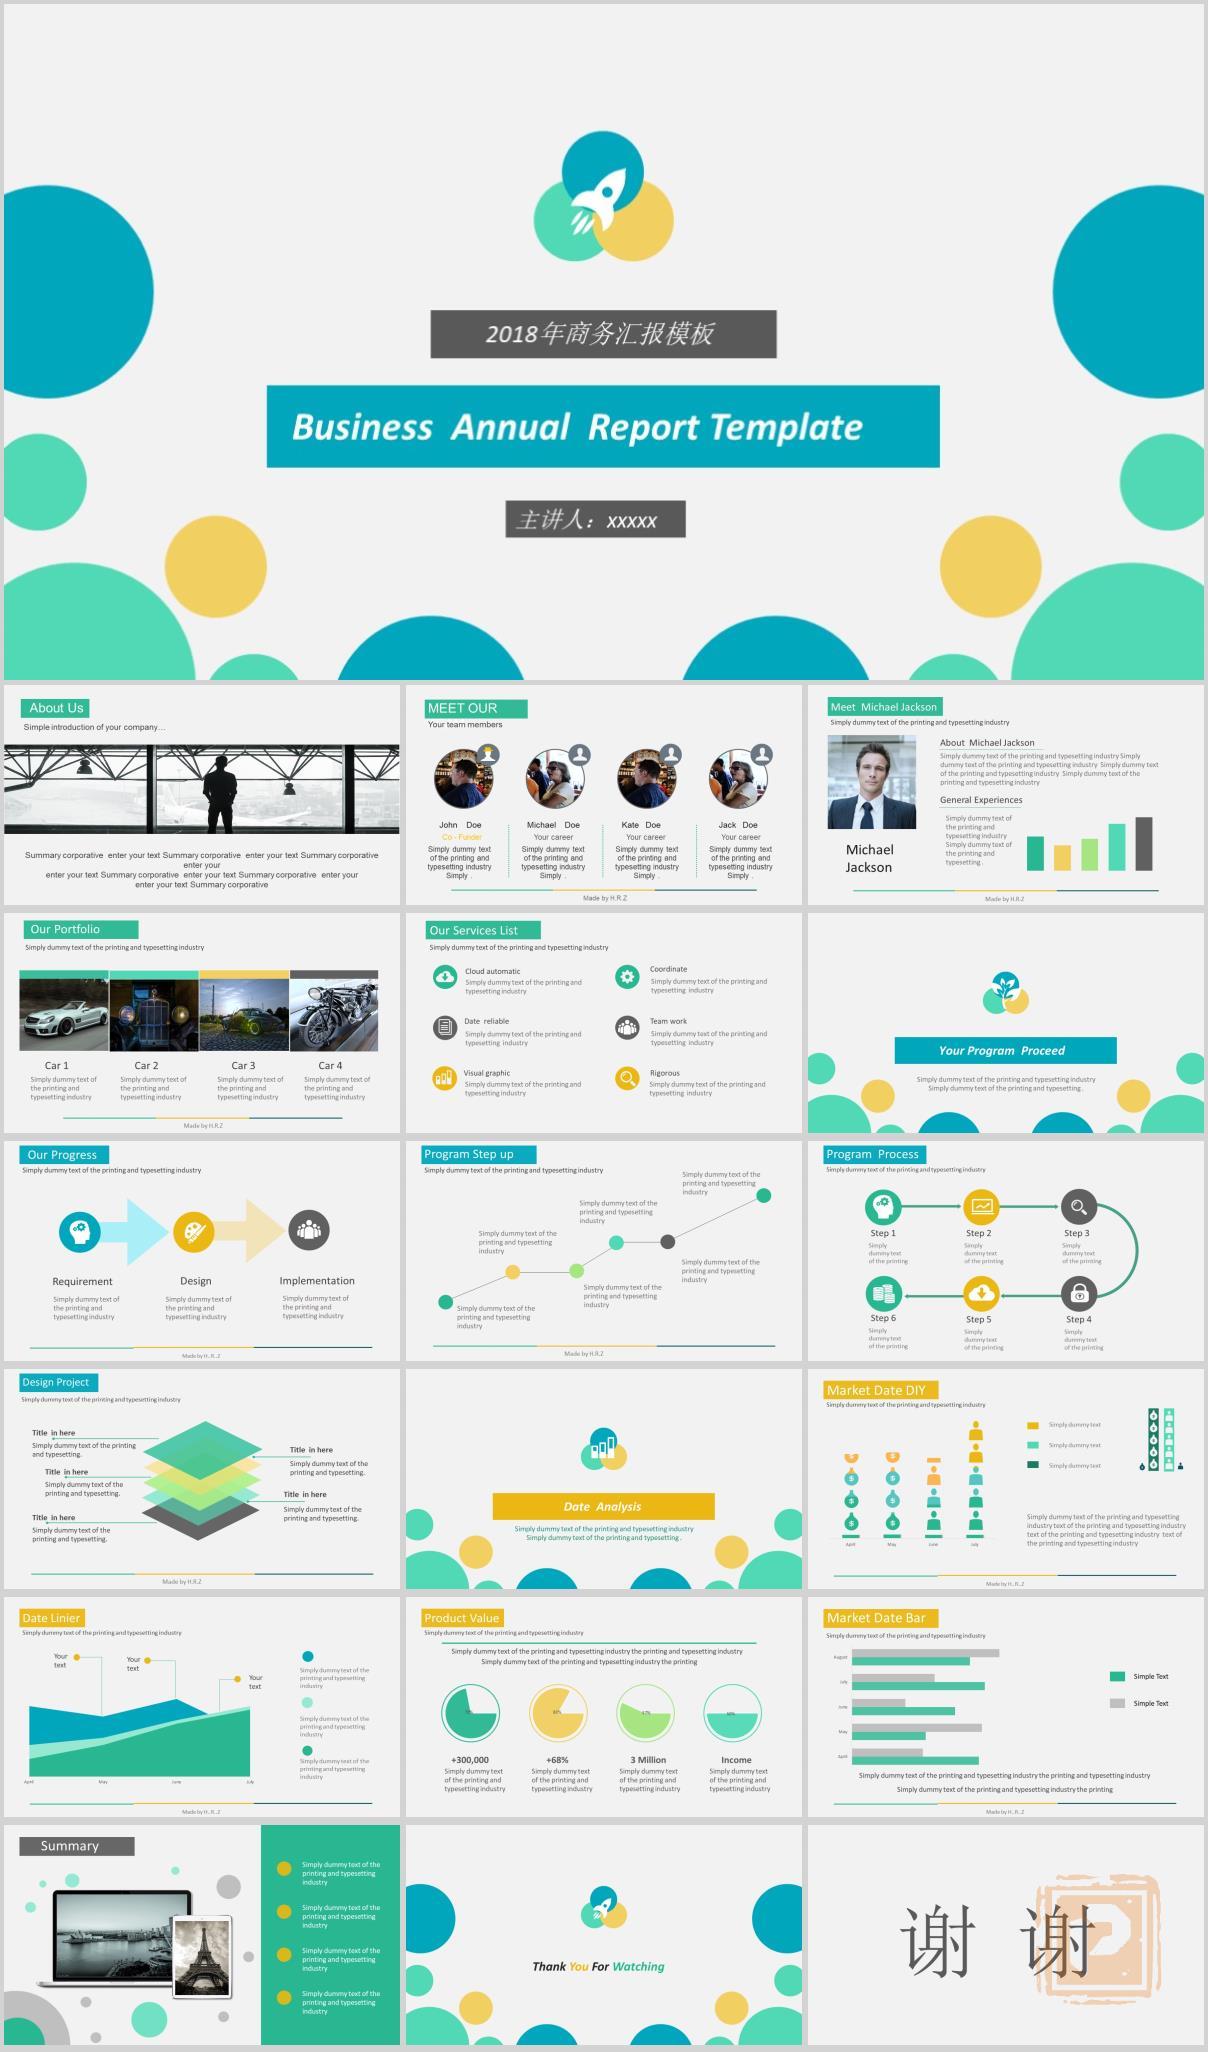 2018年商务汇报模板
Business Annual Report Template
主讲人：xxxxx
About Us
Simple introduction of your company...
Summary corporative enter your text Summary corporative enter your text Summary corporative
enter your
enter your text Summary corporative enter your text Summary corporative enter your
enter your text Summary corporative
MEET OUR
Your team members
John Doe
Co - Funder
Simply dummy text
of the printing and
typesetting industry
Simply .
Michael Doe
Your career
Simply dummy text
of the printing and
typesetting industry
Simply .
Kate Doe
Your career
Simply dummy text
of the printing and
typesetting industry
Simply .
Jack Doe
Your career
Simply dummy text
of the printing and
typesetting industry
Simply .
Made by H.R.Z
Meet Michael Jackson
Simply dummy text of the printing and typesetting industry
Michael
Jackson
About Michael Jackson
Simply dummy text of the printing and typesetting industry Simply
dummy text of the printing and typesetting industry Simply dummy text
of the printing and typesetting industry Simply dummy text of the
printing and typesetting industry
General Experiences
Simply dummy text of
the printing and
typesetting industry
Simply dummy text of
the printing and
typesetting .
Made by H.R.Z
Our Portfolio
Simply dummy text of the printing and typesetting industry
Car 1
Simply dummy text of
the printing and
typesetting industry
Car 2
Simply dummy text of
the printing and
typesetting industry
Car 3
Simply dummy text of
the printing and
typesetting industry
Car 4
Simply dummy text of
the printing and
typesetting industry
Made by H.R.Z
Our Services List
Simply dummy text of the printing and typesetting industry
Cloud automatic
Simply dummy text of the printing and
typesetting industry
Coordinate
Simply dummy text of the printing and
typesetting industry
Date reliable
Simply dummy text of the printing and
typesetting industry
Team work
Simply dummy text of the printing and
typesetting industry
Visual graphic
Simply dummy text of the printing and
typesetting industry
Rigorous
Simply dummy text of the printing and
typesetting industry
Your Program Proceed
Simply dummy text of the printing and typesetting industry
Simply dummy text of the printing and typesetting .
Our Progress
Simply dummy text of the printing and typesetting industry
Requirement
Simply dummy text of
the printing and
typesetting industry
Design
Simply dummy text of
the printing and
typesetting industry
Implementation
Simply dummy text of
the printing and
typesetting industry
Made by H..R..Z
Program Step up
Simply dummy text of the printing and typesetting industry
Simply dummy text of the
printing and typesetting
industry
Simply dummy text of the
printing and typesetting
industry
Simply dummy text of the
printing and typesetting
industry
Simply dummy text of the
printing and typesetting
industry
Simply dummy text of the
printing and typesetting
industry
Simply dummy text of the
printing and typesetting
industry
Made by H.R.Z
Program Process
Simply dummy text of the printing and typesetting industry
Step 1
Simply
dummy text
of the printing
Step 2
Simply
dummy text
of the printing
Step 3
Simply
dummy text
of the printing
Step 6
Simply
dummy text
of the printing
Step 5
Simply
dummy text
of the printing
Step 4
Simply
dummy text
of the printing
Design Project
Simply dummy text of the printing and typesetting industry
Title in here
Simply dummy text of the printing
and typesetting.
Title in here
Simply dummy text of the
printing and typesetting.
Title in here
Simply dummy text of the
printing and typesetting.
Title in here
Simply dummy text of the
printing and typesetting.
Title in here
Simply dummy text of the
printing and typesetting.
Made by H.R.Z
Date Analysis
Simply dummy text of the printing and typesetting industry
Simply dummy text of the printing and typesetting .
Market Date DIY
Simply dummy text of the printing and typesetting industry
April
May
June
July
Simply dummy text
Simply dummy text
Simply dummy text
Simply dummy text of the printing and typesetting
industry text of the printing and typesetting industry
text of the printing and typesetting industry text of
the printing and typesetting industry
Made by H..R..Z
Date Linier
Simply dummy text of the printing and typesetting industry
Your
text
Your
text
Your
text
April
May
June
July
Simply dummy text of the
printing and typesetting
industry
Simply dummy text of the
printing and typesetting
industry
Simply dummy text of the
printing and typesetting
industry
Made by H..R..Z
Product Value
Simply dummy text of the printing and typesetting industry
Simply dummy text of the printing and typesetting industry the printing and typesetting industry
Simply dummy text of the printing and typesetting industry the printing
+300,000
Simply dummy text
of the printing and
typesetting industry
+68%
Simply dummy text
of the printing and
typesetting industry
3 Million
Simply dummy text
of the printing and
typesetting industry
Income
Simply dummy text
of the printing and
typesetting industry
Market Date Bar
Simply dummy text of the printing and typesetting industry
August
July
June
May
April
Simple Text
Simple Text
Simply dummy text of the printing and typesetting industry the printing and typesetting industry
Simply dummy text of the printing and typesetting industry the printing
Made by H..R..Z
Summary
Simply dummy text of the
printing and typesetting
industry
Simply dummy text of the
printing and typesetting
industry
Simply dummy text of the
printing and typesetting
industry
Simply dummy text of the
printing and typesetting
industry
Thank You For Watching
谢 谢